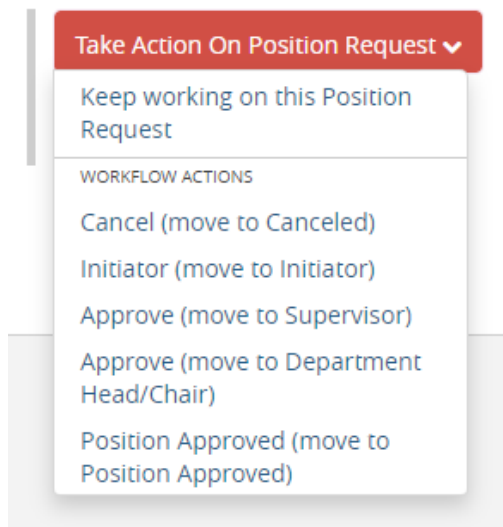 Take Action On Position Request
Keep working on this Position
Request
WORKFLOW ACTIONS
Cancel (move to Canceled)
Initiator (move to Initiator)
Approve (move to Supervisor)
Approve (move to Department
Head/Chair)
Position Approved (move to
Position Approved)